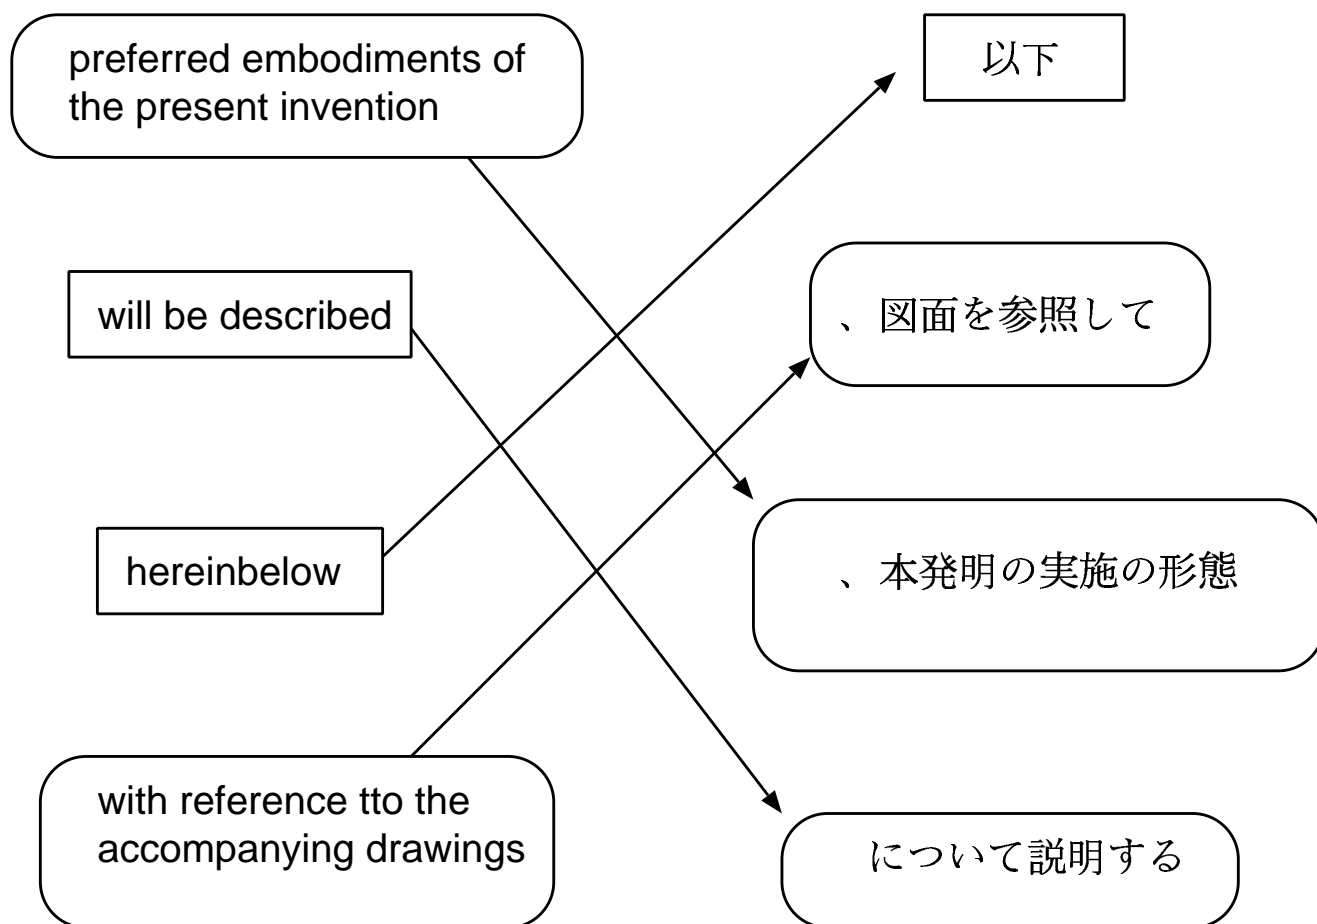 preferred embodiments of
the present invention
will be described
hereinbelow
with reference tto the
accompanying drawings
以下
、図面を参照して
、本発明の実施の形態
について説明する